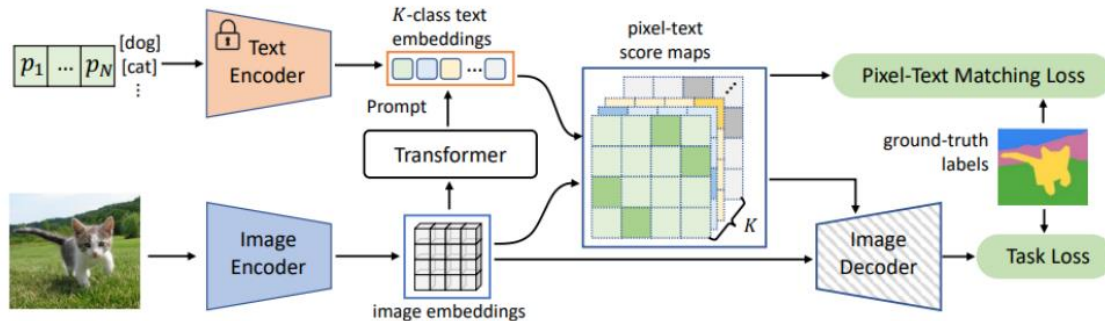 p₁ ... p_N
[dog]
[cat]
⋮
Text
Encoder
K-class text
embeddings
...
Prompt
Transformer
Image
Encoder
image embeddings
pixel-text
score maps
K
Pixel-Text Matching Loss
ground-truth
labels
Image
Decoder
Task Loss